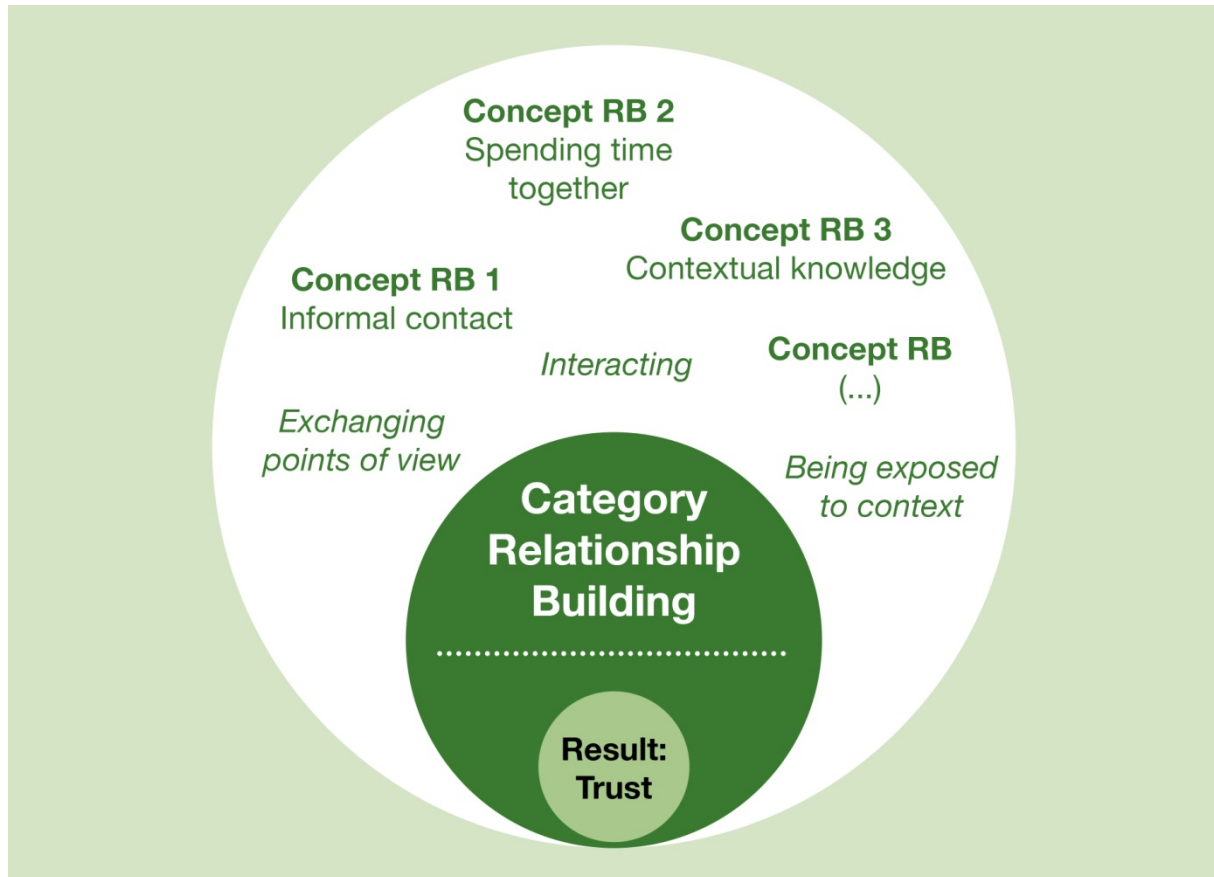 Concept RB 2
Spending time
together
Concept RB 3
Contextual knowledge
Concept RB 1
Informal contact
Concept RB
(...)
Interacting
Exchanging
points of view
Being exposed
to context
Category
Relationship
Building
Result:
Trust